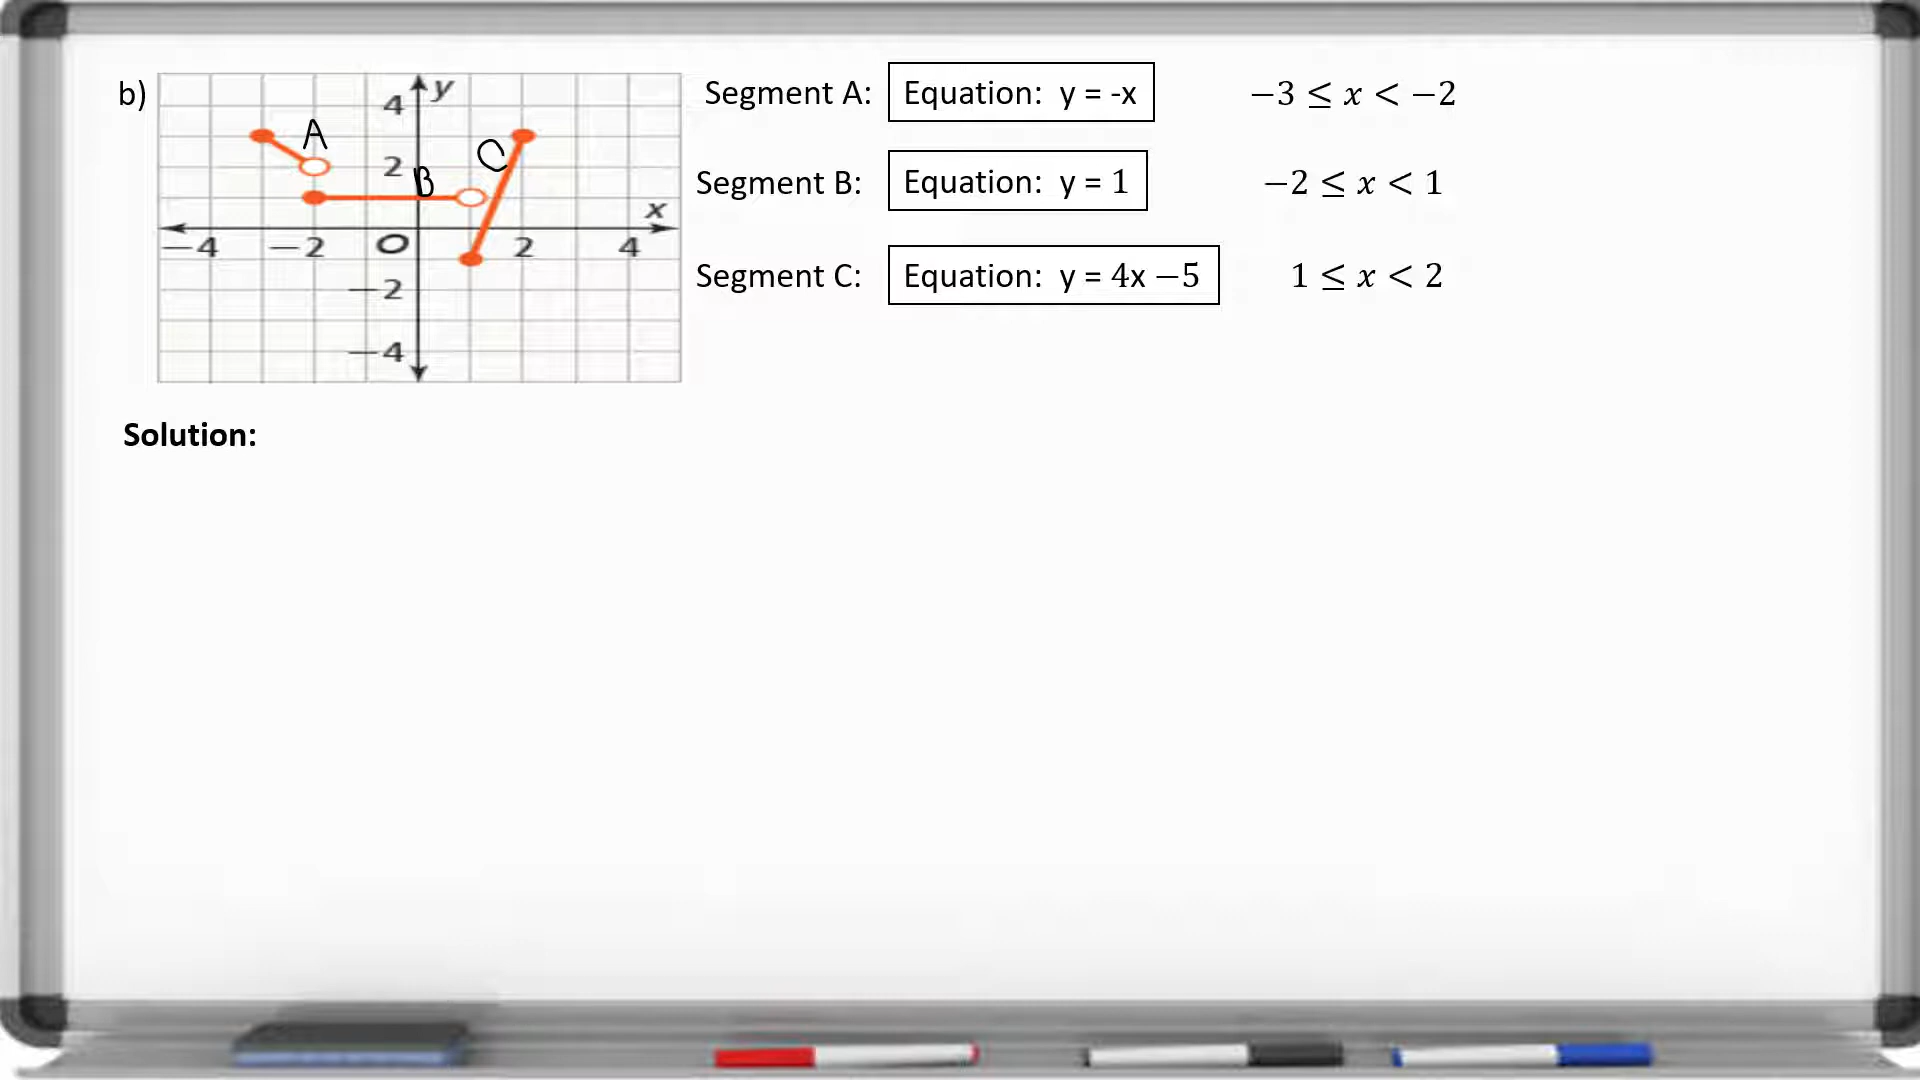 b)
y
4
A
C
2
B
x
−4
−2
O
2
4
−2
−4
Segment A: Equation: y = -x −3 ≤ x < −2
Segment B: Equation: y = 1 −2 ≤ x < 1
Segment C: Equation: y = 4x −5 1 ≤ x < 2
Solution: